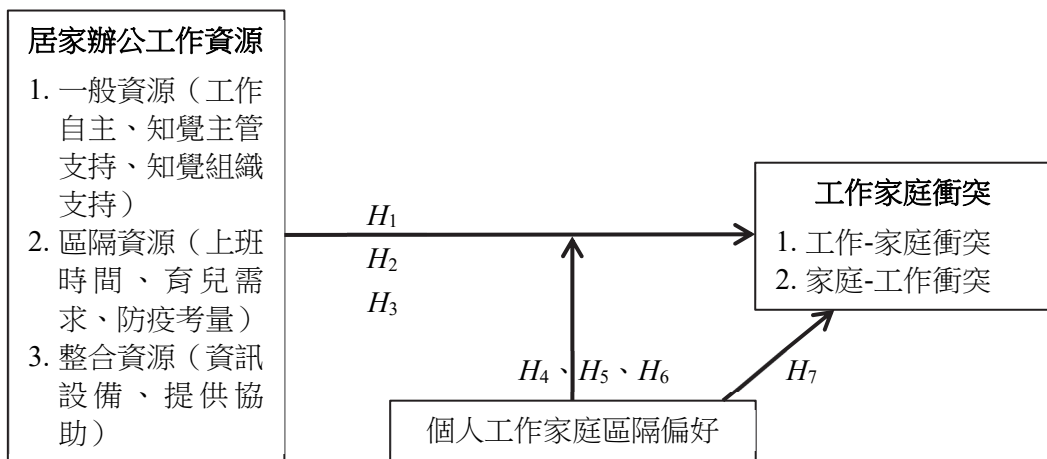 居家辦公工作資源
1. 一般資源（工作
自主、知覺主管
支持、知覺組織
支持）
2. 區隔資源（上班
時間、育兒需
求、防疫考量）
3. 整合資源（資訊
設備、提供協
助）
H1
H2
H3
工作家庭衝突
1. 工作-家庭衝突
2. 家庭-工作衝突
H4、H5、H6
H7
個人工作家庭區隔偏好